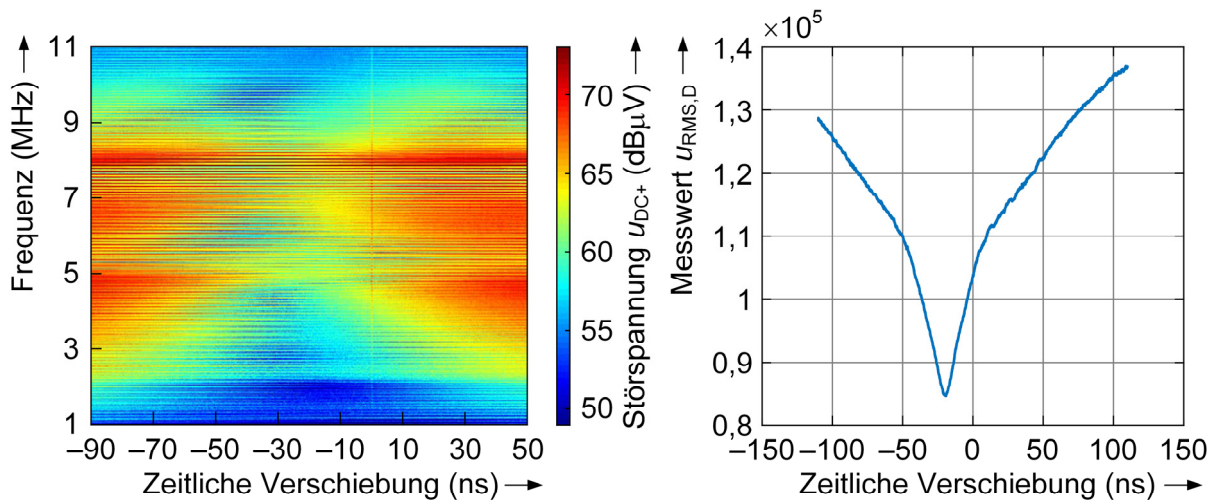 11
9
7
5
3
1
Frequenz (MHz)
−90 −70 −50 −30 −10 10 30 50
Zeitliche Verschiebung (ns)
70
65
60
55
50
Störspannung uDC+ (dBµV)
×10⁵
1,4
1,3
1,2
1,1
1
0,9
0,8
Messwert uRMS,D
−150 −100 −50 0 50 100 150
Zeitliche Verschiebung (ns)